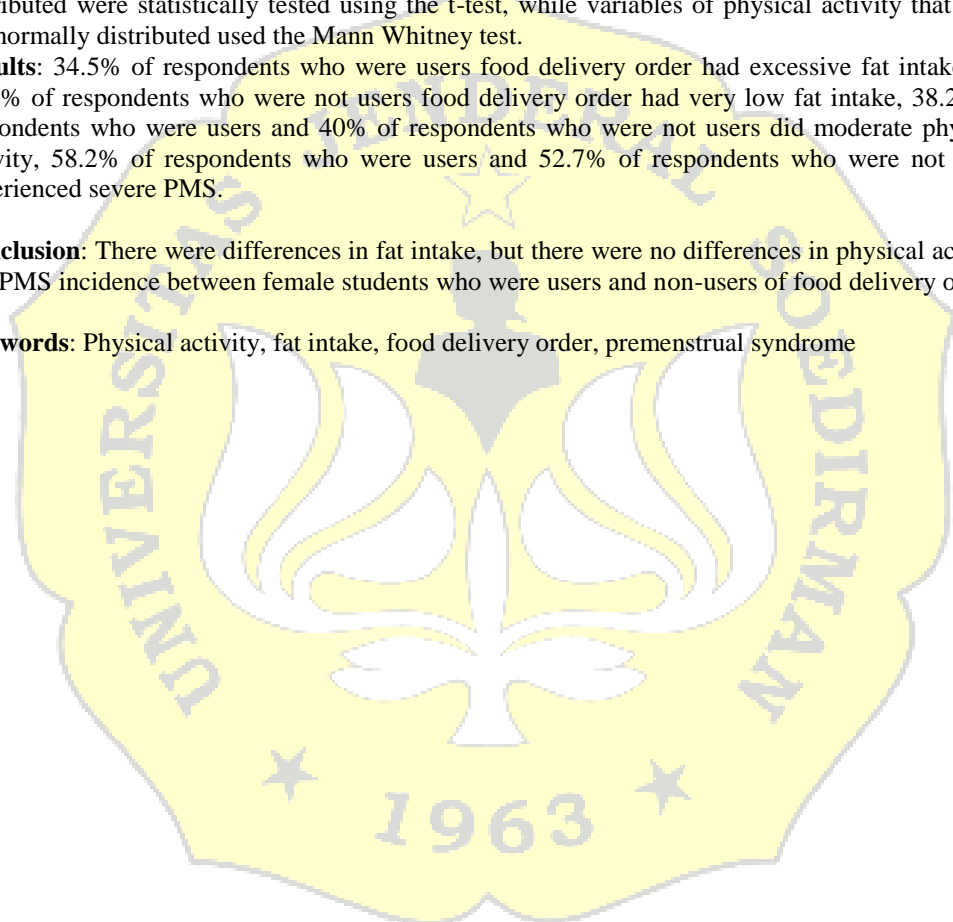 ributed were statistically tested using the t-test, while variables of physical activity that
normally distributed used the Mann Whitney test.
ults: 34.5% of respondents who were users food delivery order had excessive fat intake
% of respondents who were not users food delivery order had very low fat intake, 38.2
pondents who were users and 40% of respondents who were not users did moderate phy
vity, 58.2% of respondents who were users and 52.7% of respondents who were not
erienced severe PMS.
clusion: There were differences in fat intake, but there were no differences in physical ac
PMS incidence between female students who were users and non-users of food delivery o
words: Physical activity, fat intake, food delivery order, premenstrual syndrome
UNIVERSITAS JENDERAL SOEDIRMAN
1963